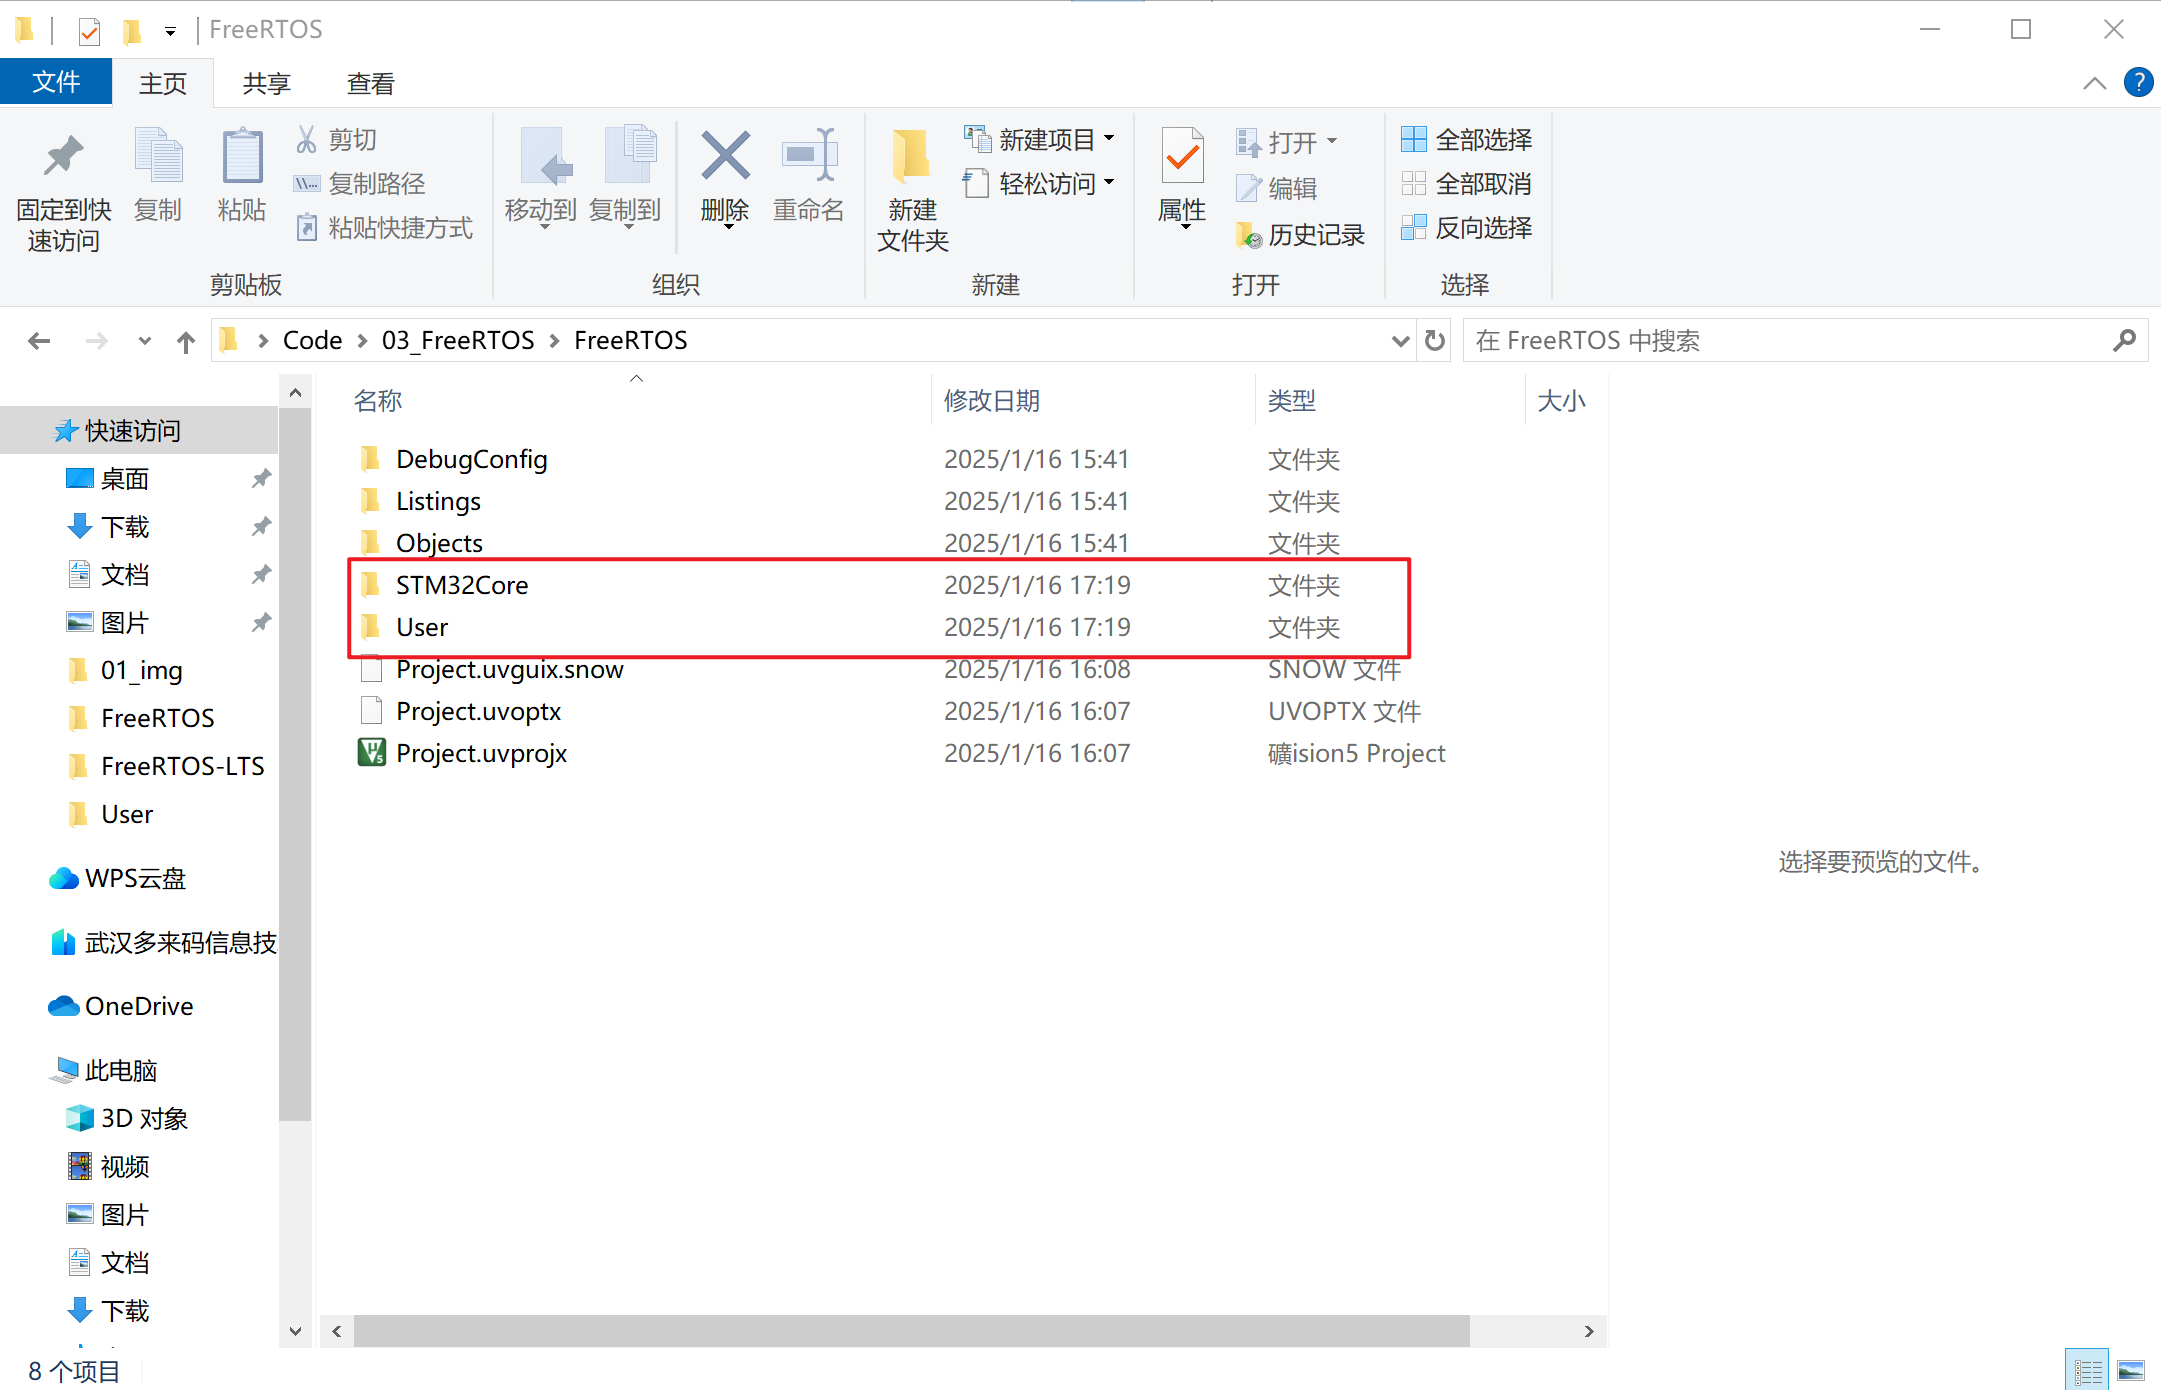 FreeRTOS
文件
主页
共享
查看
固定到快
速访问
复制
粘贴
剪切
复制路径
粘贴快捷方式
剪贴板
移动到
复制到
删除
重命名
组织
新建
文件夹
新建项目
轻松访问
新建
属性
打开
编辑
历史记录
打开
全部选择
全部取消
反向选择
选择
Code
03_FreeRTOS
FreeRTOS
在 FreeRTOS 中搜索
快速访问
桌面
下载
文档
图片
01_img
FreeRTOS
FreeRTOS-LTS
User
WPS云盘
武汉多来码信息技
OneDrive
此电脑
3D 对象
视频
图片
文档
下载
名称 修改日期 类型 大小
DebugConfig 2025/1/16 15:41 文件夹
Listings 2025/1/16 15:41 文件夹
Objects 2025/1/16 15:41 文件夹
STM32Core 2025/1/16 17:19 文件夹
User 2025/1/16 17:19 文件夹
Project.uvguix.snow 2025/1/16 16:08 SNOW 文件
Project.uvoptx 2025/1/16 16:07 UVOPTX 文件
Project.uvprojx 2025/1/16 16:07 礦ision5 Project
选择要预览的文件。
8 个项目